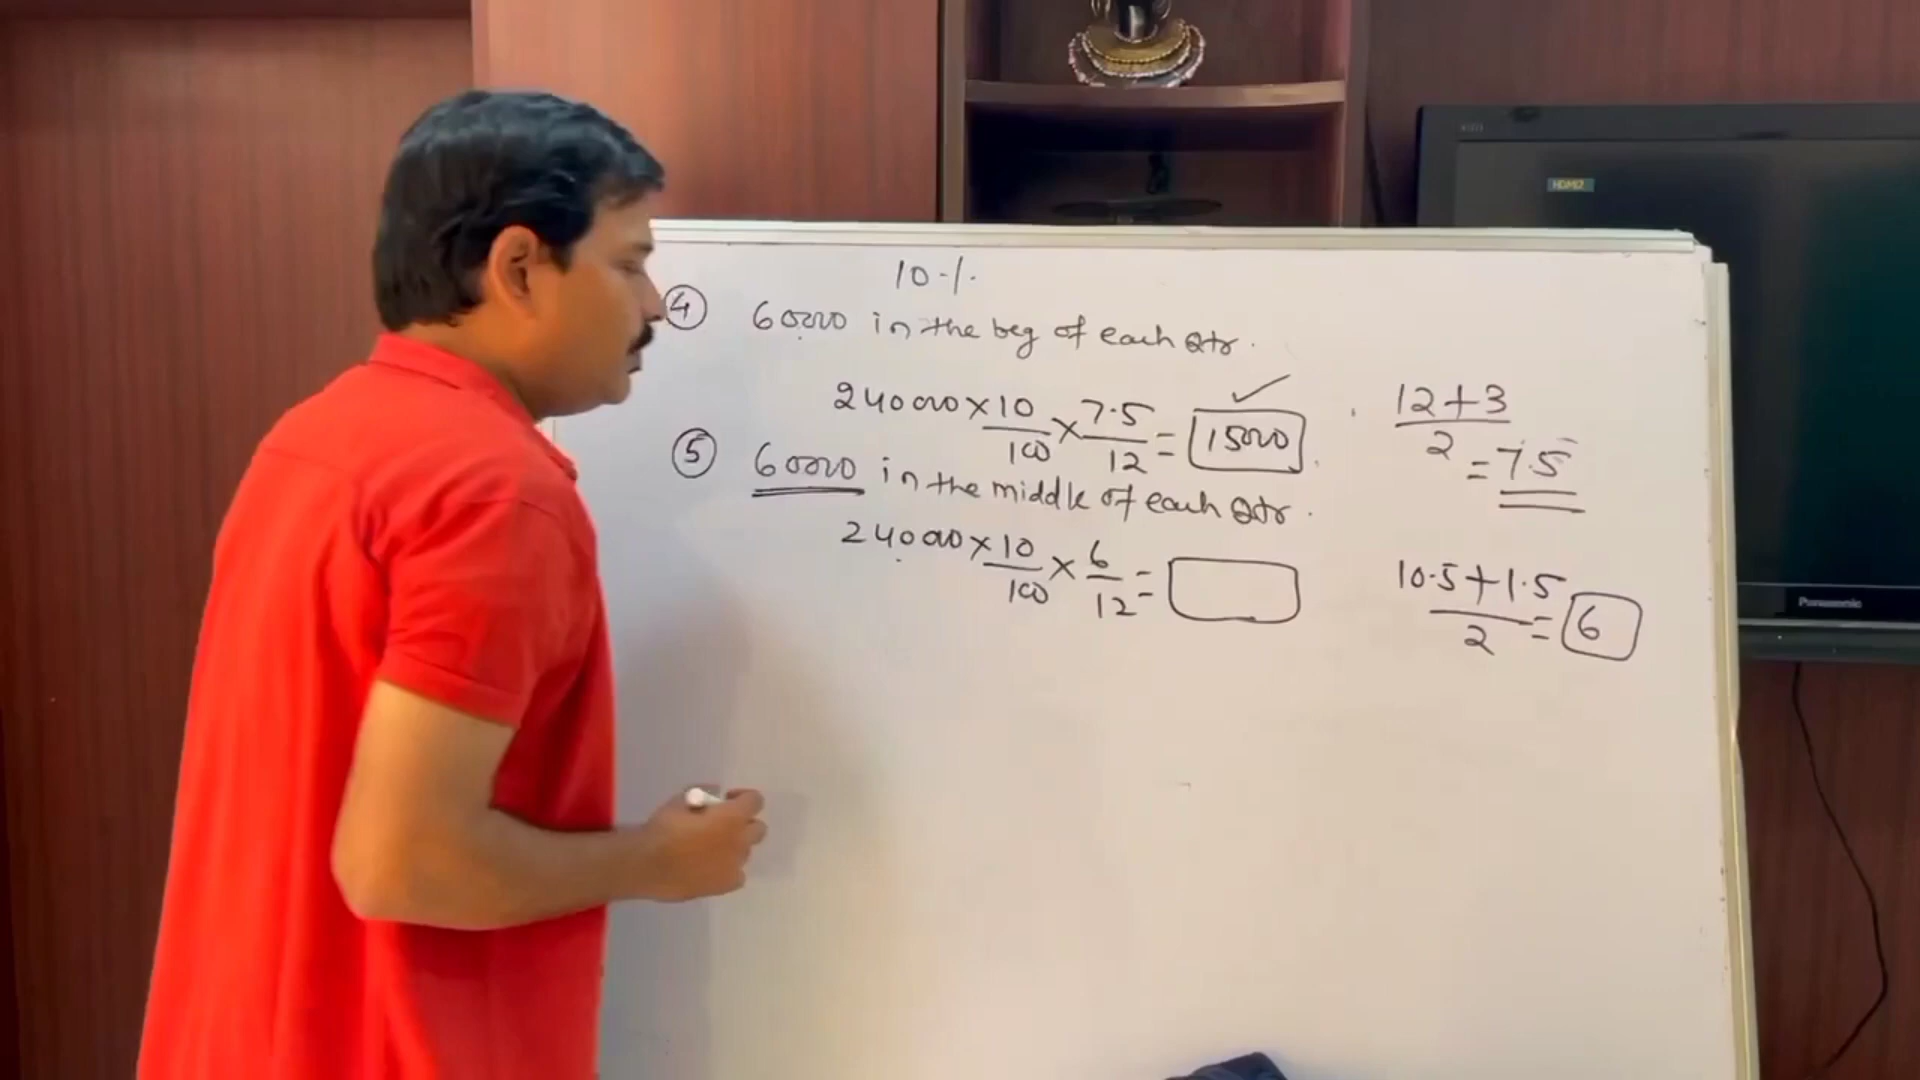 10%
④ 60000 in the beg of each Qtr.
240000 × 10/100 × 7.5/12 = 15000
12+3/2 = 7.5
⑤ 60000 in the middle of each Qtr.
240000 × 10/100 × 6/12 =
10.5+1.5/2 = 6
HDMI2
Panasonic